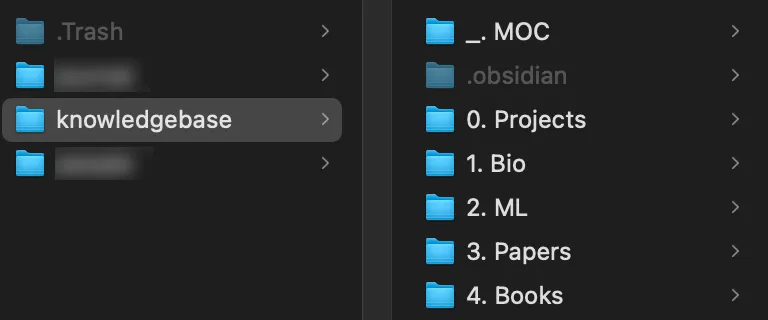 .Trash
knowledgebase
_. MOC
.obsidian
0. Projects
1. Bio
2. ML
3. Papers
4. Books